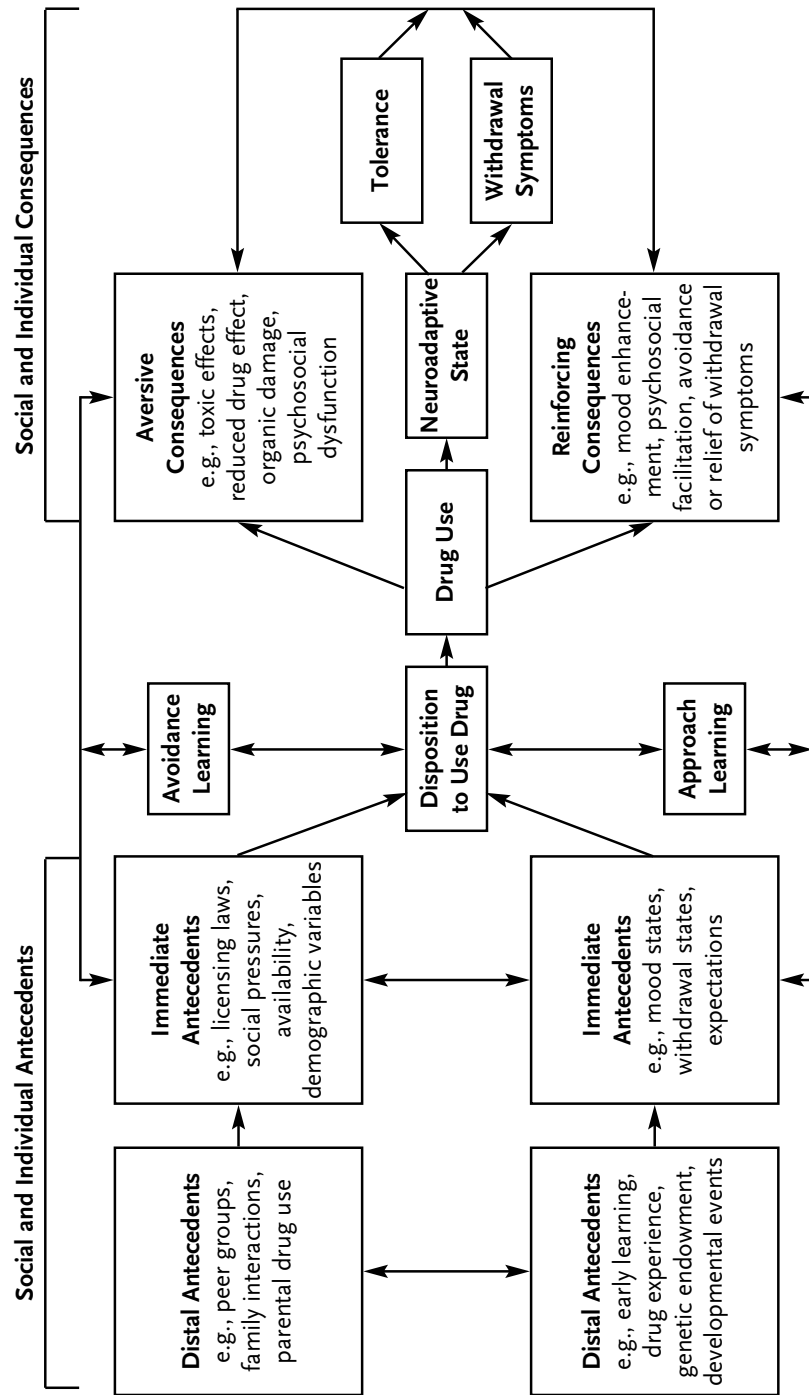 Social and Individual Antecedents
Social and Individual Consequences
Distal Antecedents
e.g., peer groups,
family interactions,
parental drug use
Immediate
Antecedents
e.g., licensing laws,
social pressures,
availability,
demographic variables
Avoidance
Learning
Aversive
Consequences
e.g., toxic effects,
reduced drug effect,
organic damage,
psychosocial
dysfunction
Tolerance
Disposition
to Use Drug
Drug Use
Neuroadaptive
State
Withdrawal
Symptoms
Distal Antecedents
e.g., early learning,
drug experience,
genetic endowment,
developmental events
Immediate
Antecedents
e.g., mood states,
withdrawal states,
expectations
Approach
Learning
Reinforcing
Consequences
e.g., mood enhance-
ment, psychosocial
facilitation, avoidance
or relief of withdrawal
symptoms